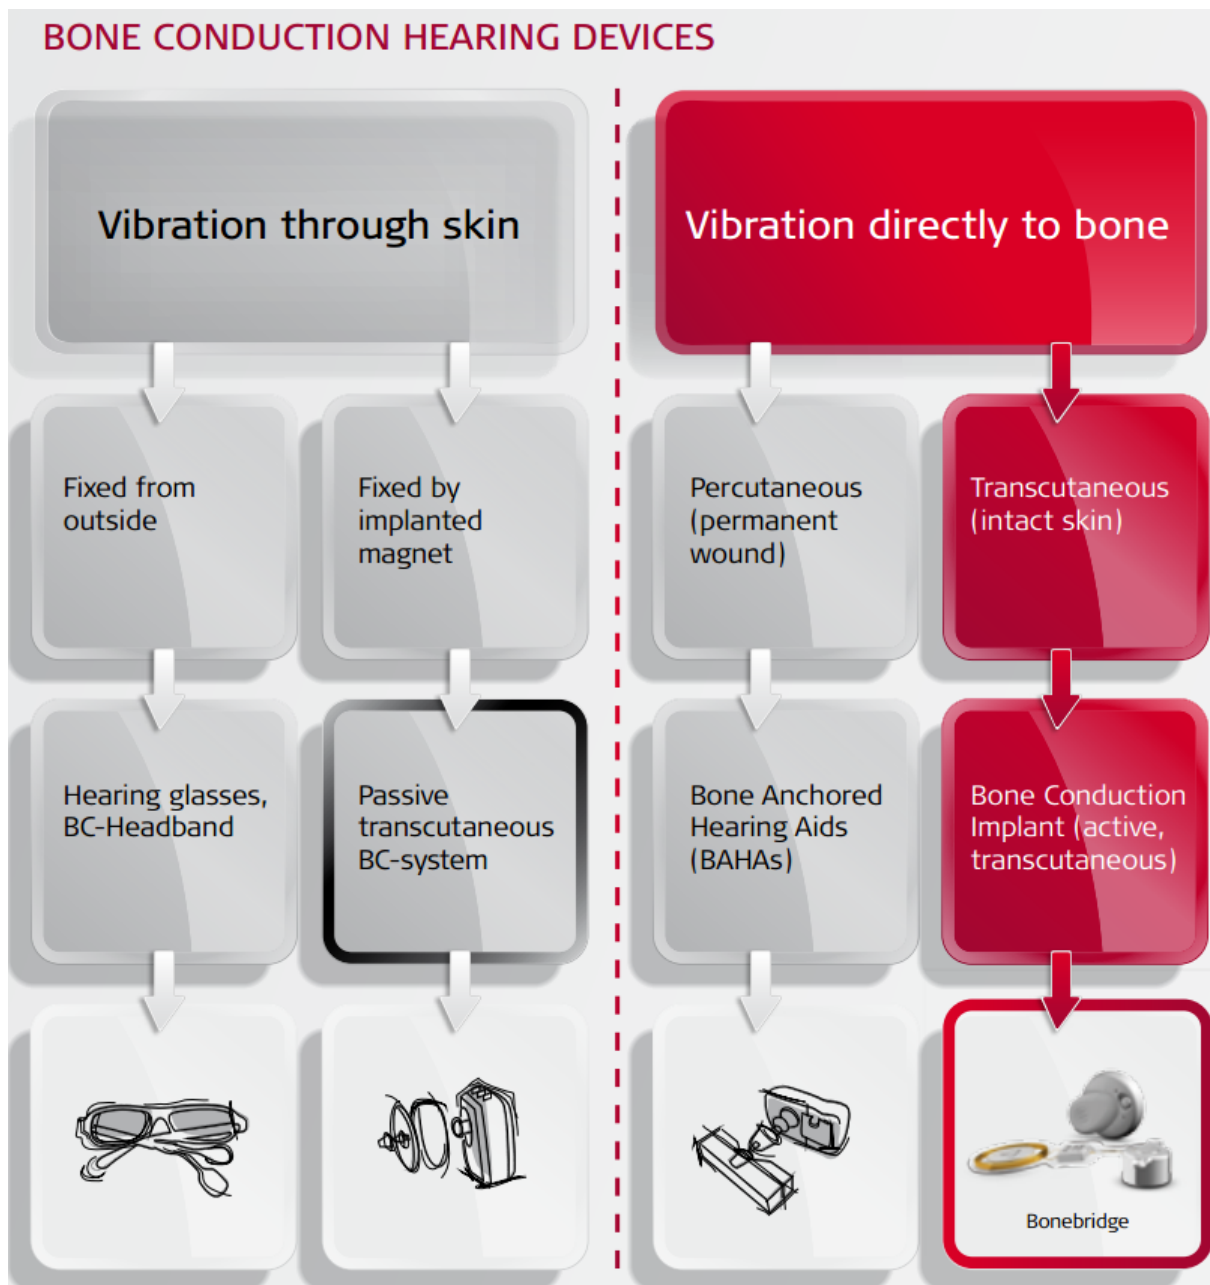 BONE CONDUCTION HEARING DEVICES
Vibration through skin
Vibration directly to bone
Fixed from
outside
Fixed by
implanted
magnet
Percutaneous
(permanent
wound)
Transcutaneous
(intact skin)
Hearing glasses,
BC-Headband
Passive
transcutaneous
BC-system
Bone Anchored
Hearing Aids
(BAHAs)
Bone Conduction
Implant (active,
transcutaneous)
Bonebridge